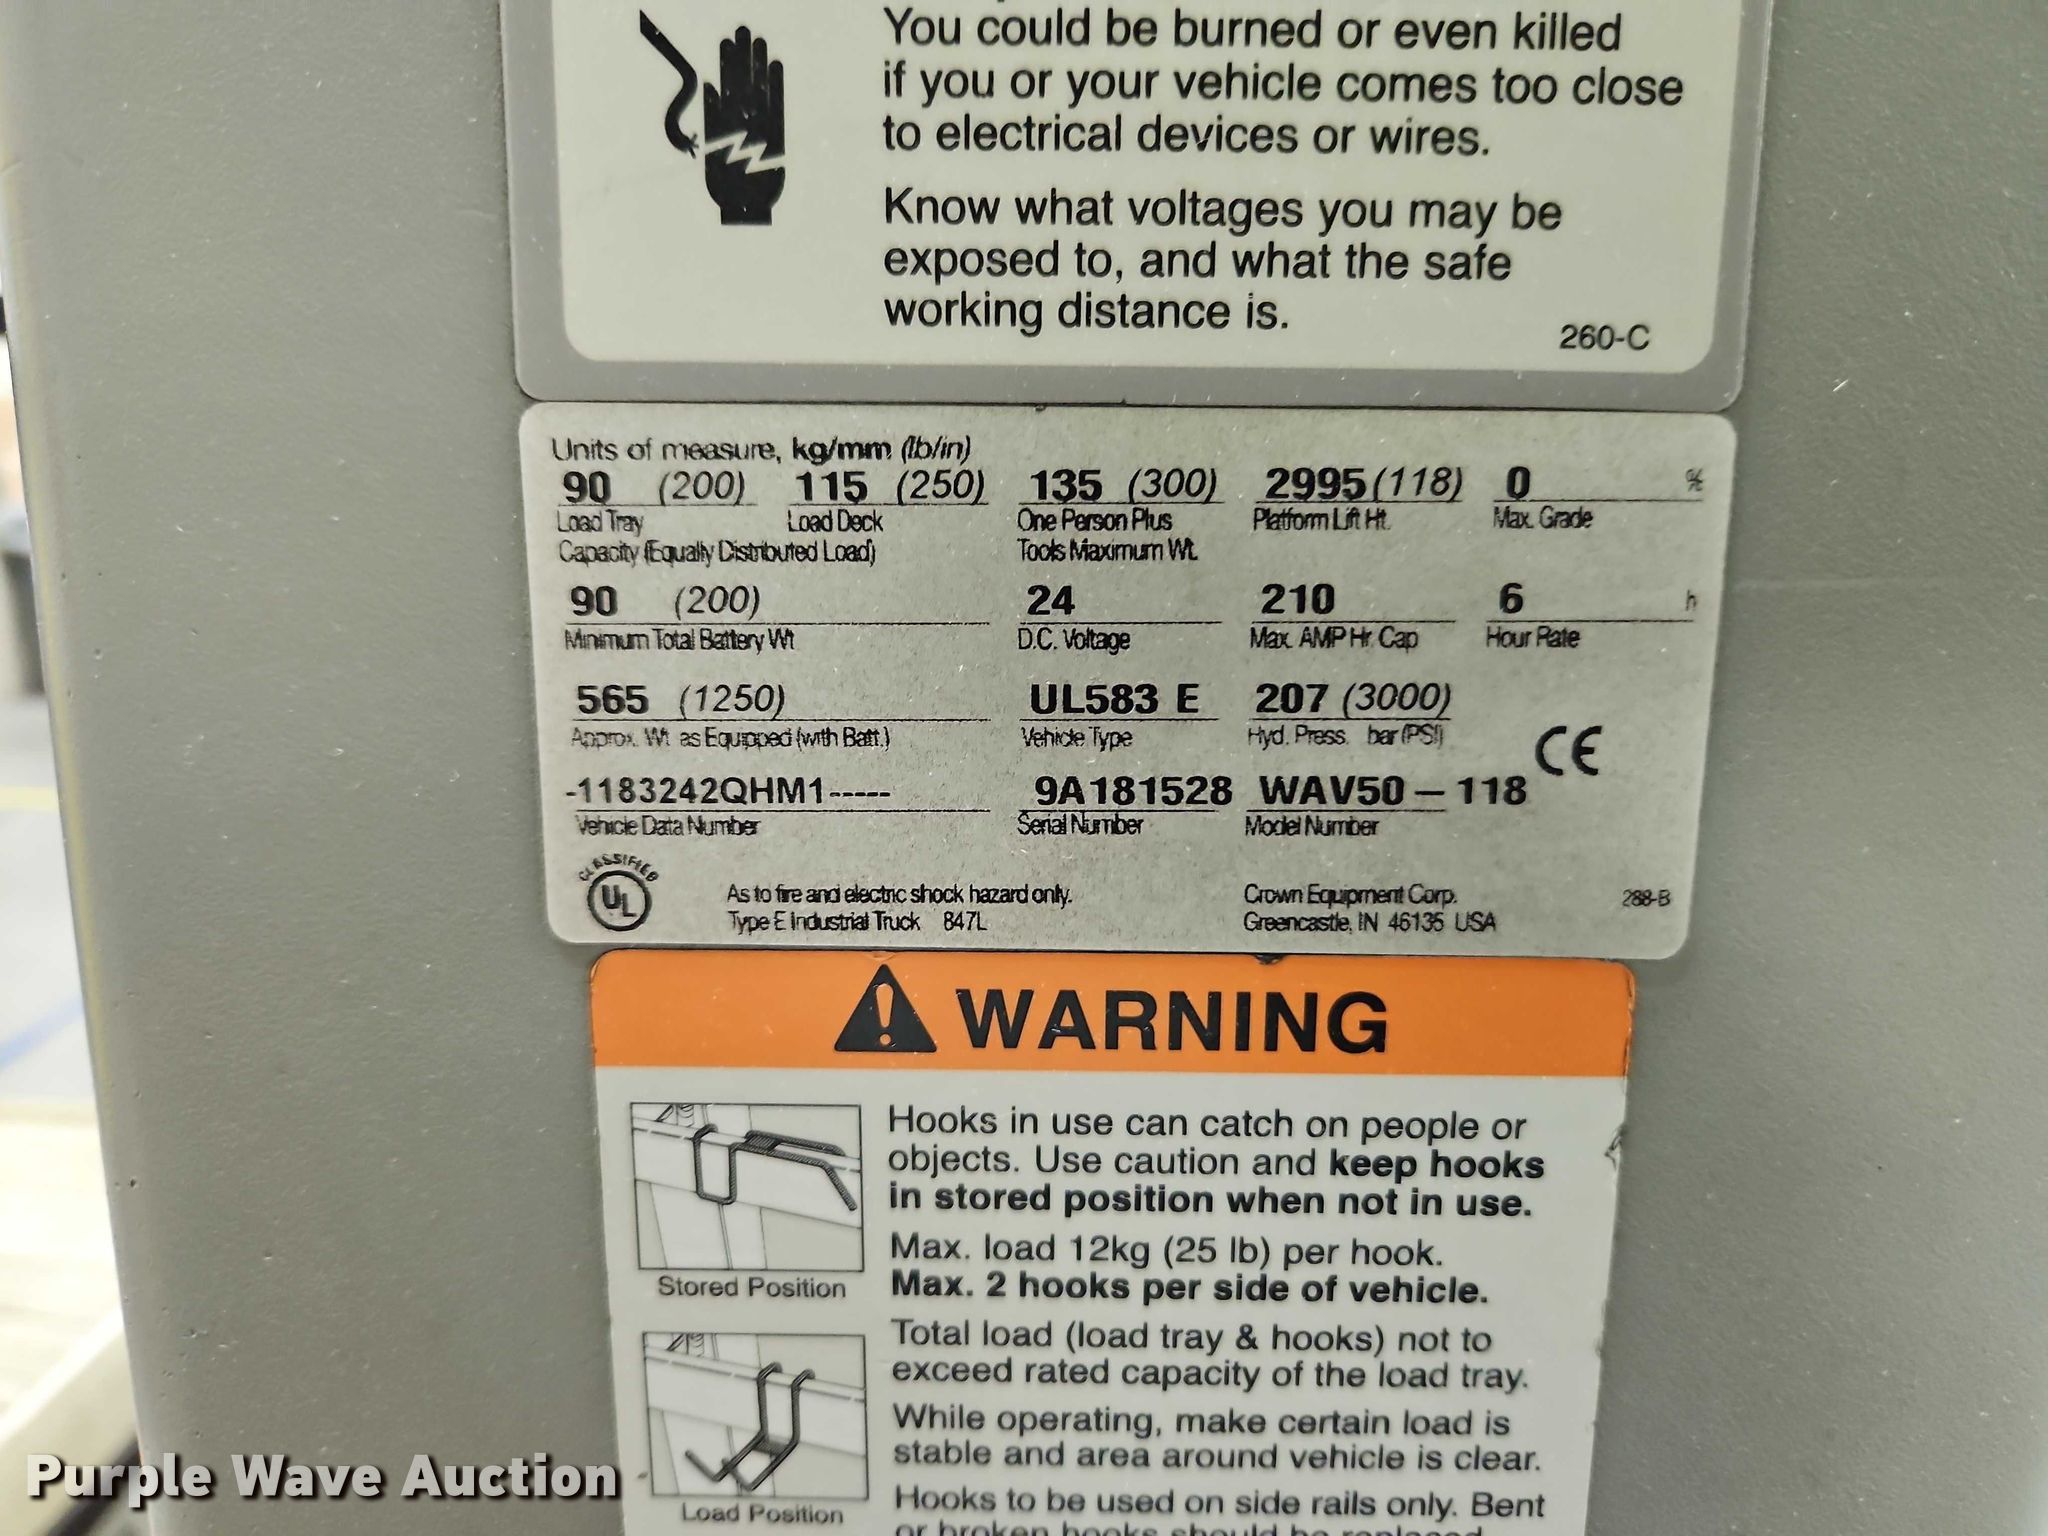 You could be burned or even killed
if you or your vehicle comes too close
to electrical devices or wires.
Know what voltages you may be
exposed to, and what the safe
working distance is.
260-C
Units of measure, kg/mm (lb/in)
90 (200) 115 (250) 135 (300) 2995 (118) 0 %
Load Tray Load Deck One Person Plus Platform Lift Ht. Max. Grade
Capacity (Equally Distributed Load) Tools Maximum Wt.
90 (200) 24 210 6 h
Minimum Total Battery Wt D.C. Voltage Max. AMP Hr. Cap Hour Rate
565 (1250) UL583 E 207 (3000)
Approx. Wt as Equipped (with Batt.) Vehicle Type Hyd. Press. bar (PSI)
CE
-1183242QHM1----- 9A181528 WAV50 – 118
Vehicle Data Number Serial Number Model Number
CLASSIFIED
UL
As to fire and electric shock hazard only.
Type E Industrial Truck 847L
Crown Equipment Corp.
Greencastle, IN 46135 USA
288-B
WARNING
Hooks in use can catch on people or
objects. Use caution and keep hooks
in stored position when not in use.
Max. load 12kg (25 lb) per hook.
Max. 2 hooks per side of vehicle.
Stored Position
Total load (load tray & hooks) not to
exceed rated capacity of the load tray.
While operating, make certain load is
stable and area around vehicle is clear.
Hooks to be used on side rails only. Bent
or broken hooks should be replaced
Load Position
Purple Wave Auction